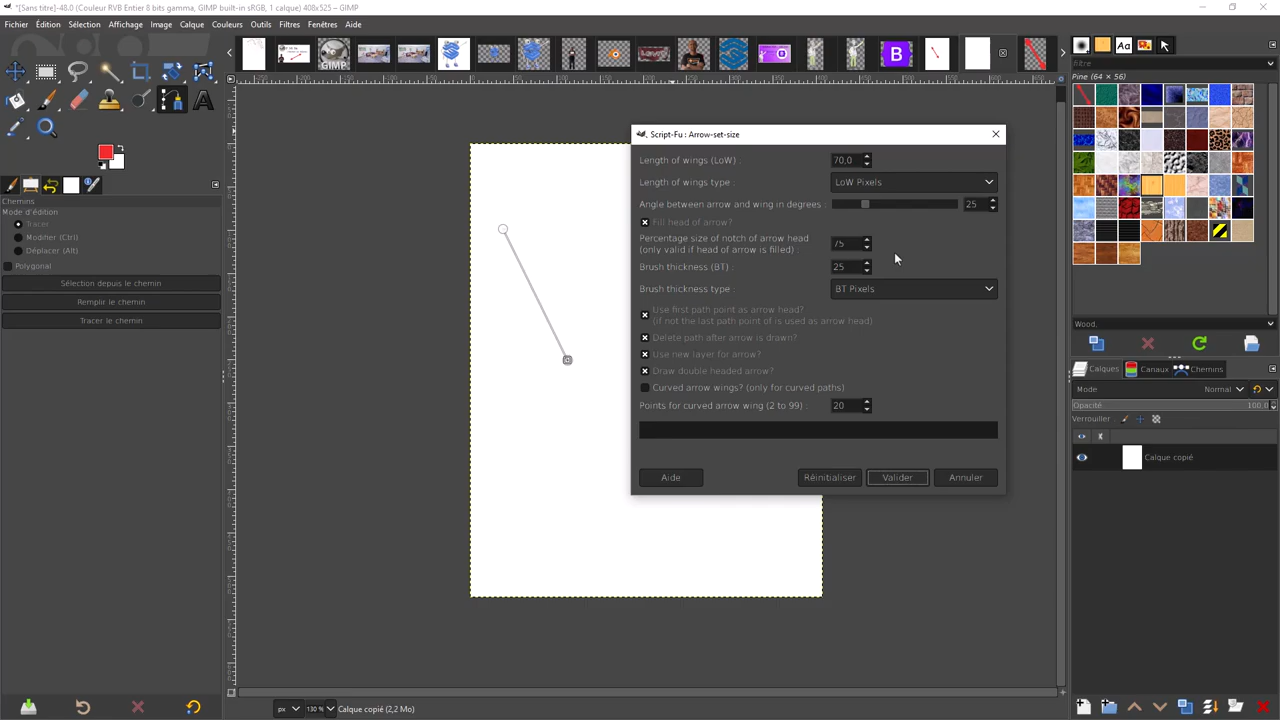 *[Sans titre]-48.0 (Couleur RVB Entier 8 bits gamma, GIMP built-in sRGB, 1 calque) 408x525 – GIMP
Fichier Édition Sélection Affichage Image Calque Couleurs Outils Filtres Fenêtres Aide
GIMP
B
Aa
Filtre
Pine (64 × 56)
Script-Fu : Arrow-set-size
Length of wings (LoW) : 70,0
Length of wings type : LoW Pixels
Angle between arrow and wing in degrees : 25
Fill head of arrow?
Percentage size of notch of arrow head
(only valid if head of arrow is filled) : 75
Brush thickness (BT) : 25
Brush thickness type : BT Pixels
Use first path point as arrow head?
(if not the last path point of is used as arrow head)
Delete path after arrow is drawn?
Use new layer for arrow?
Draw double headed arrow?
Curved arrow wings? (only for curved paths)
Points for curved arrow wing (2 to 99) : 20
Aide Réinitialiser Valider Annuler
Chemins
Mode d'édition
Tracer
Modifier (Ctrl)
Déplacer (Alt)
Polygonal
Sélection depuis le chemin
Remplir le chemin
Tracer le chemin
Wood,
Calques Canaux Chemins
Mode Normal
Opacité 100,0
Verrouiller :
Calque copié
px 130 % Calque copié (2,2 Mo)